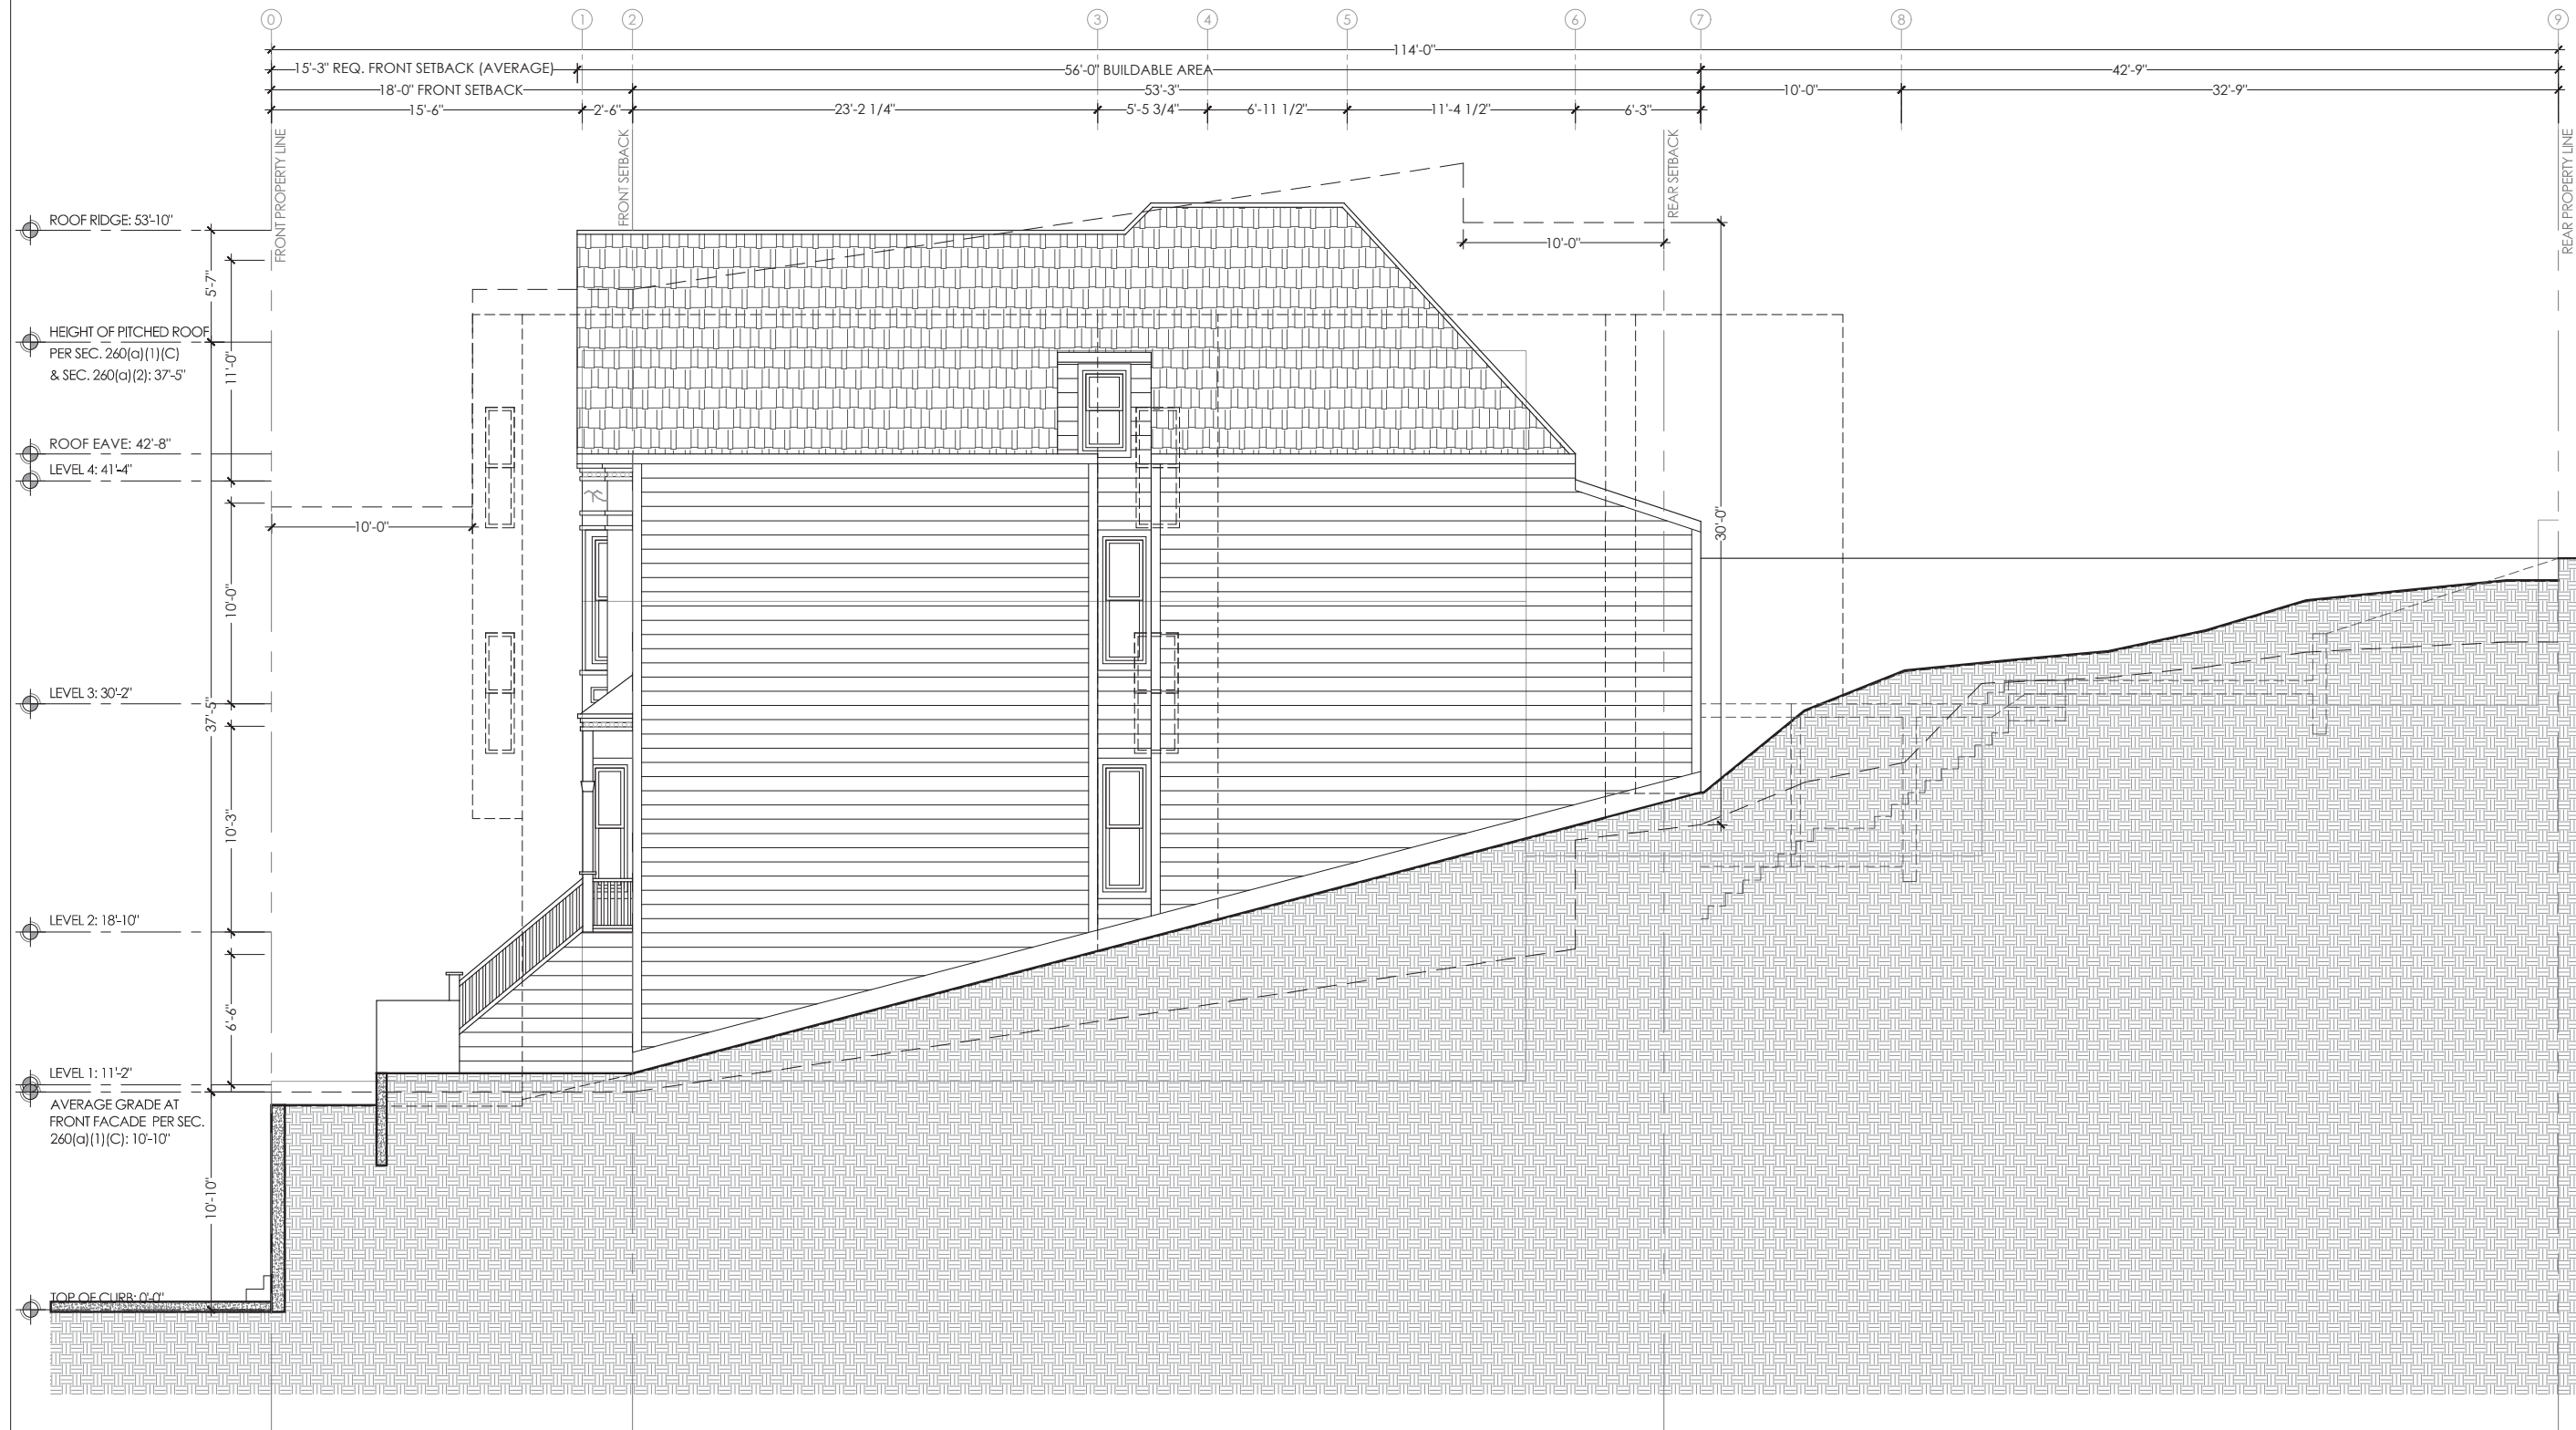 0 1 2 3 4 5 6 7 8 9
114'-0"
15'-3" REQ. FRONT SETBACK (AVERAGE) 56'-0" BUILDABLE AREA 42'-9"
18'-0" FRONT SETBACK 53'-3" 10'-0" 32'-9"
15'-6" 2'-6" 23'-2 1/4" 5'-5 3/4" 6'-11 1/2" 11'-4 1/2" 6'-3"
FRONT PROPERTY LINE
FRONT SETBACK
REAR SETBACK
REAR PROPERTY LINE
ROOF RIDGE: 53'-10"
10'-0"
5'-7"
HEIGHT OF PITCHED ROOF
PER SEC. 260(a)(1)(C)
& SEC. 260(a)(2): 37'-5"
11'-0"
ROOF EAVE: 42'-8"
LEVEL 4: 41'-4"
10'-0"
30'-0"
10'-0"
LEVEL 3: 30'-2"
37'-5"
10'-3"
LEVEL 2: 18'-10"
6'-6"
LEVEL 1: 11'-2"
AVERAGE GRADE AT
FRONT FACADE PER SEC.
260(a)(1)(C): 10'-10"
10'-10"
TOP OF CURB: 0'-0"